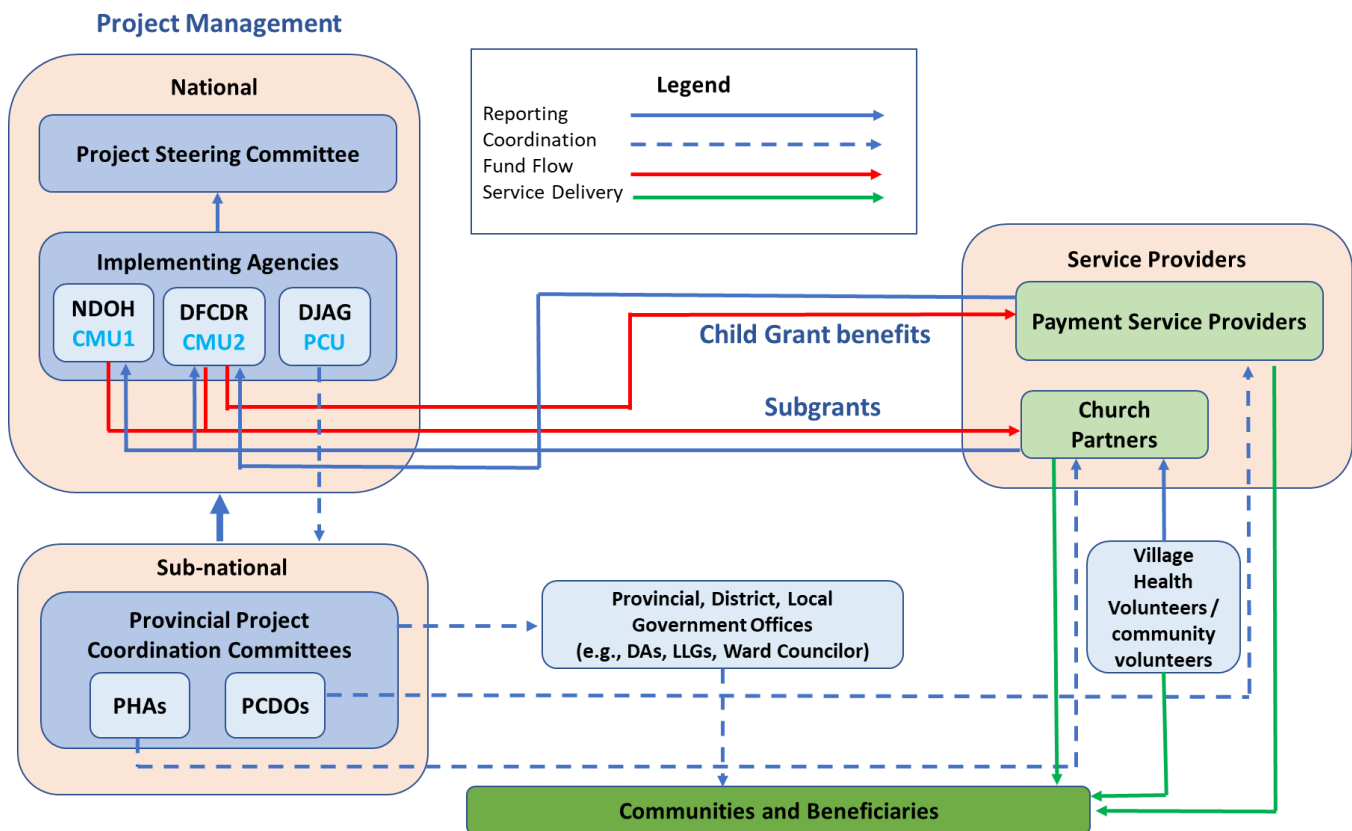 Project Management
National
Project Steering Committee
Implementing Agencies
NDOH
CMU1
DFCDR
CMU2
DJAG
PCU
Legend
Reporting
Coordination
Fund Flow
Service Delivery
Service Providers
Payment Service Providers
Child Grant benefits
Subgrants
Church
Partners
Sub-national
Provincial Project
Coordination Committees
PHAs
PCDOs
Provincial, District, Local
Government Offices
(e.g., DAs, LLGs, Ward Councilor)
Village
Health
Volunteers /
community
volunteers
Communities and Beneficiaries